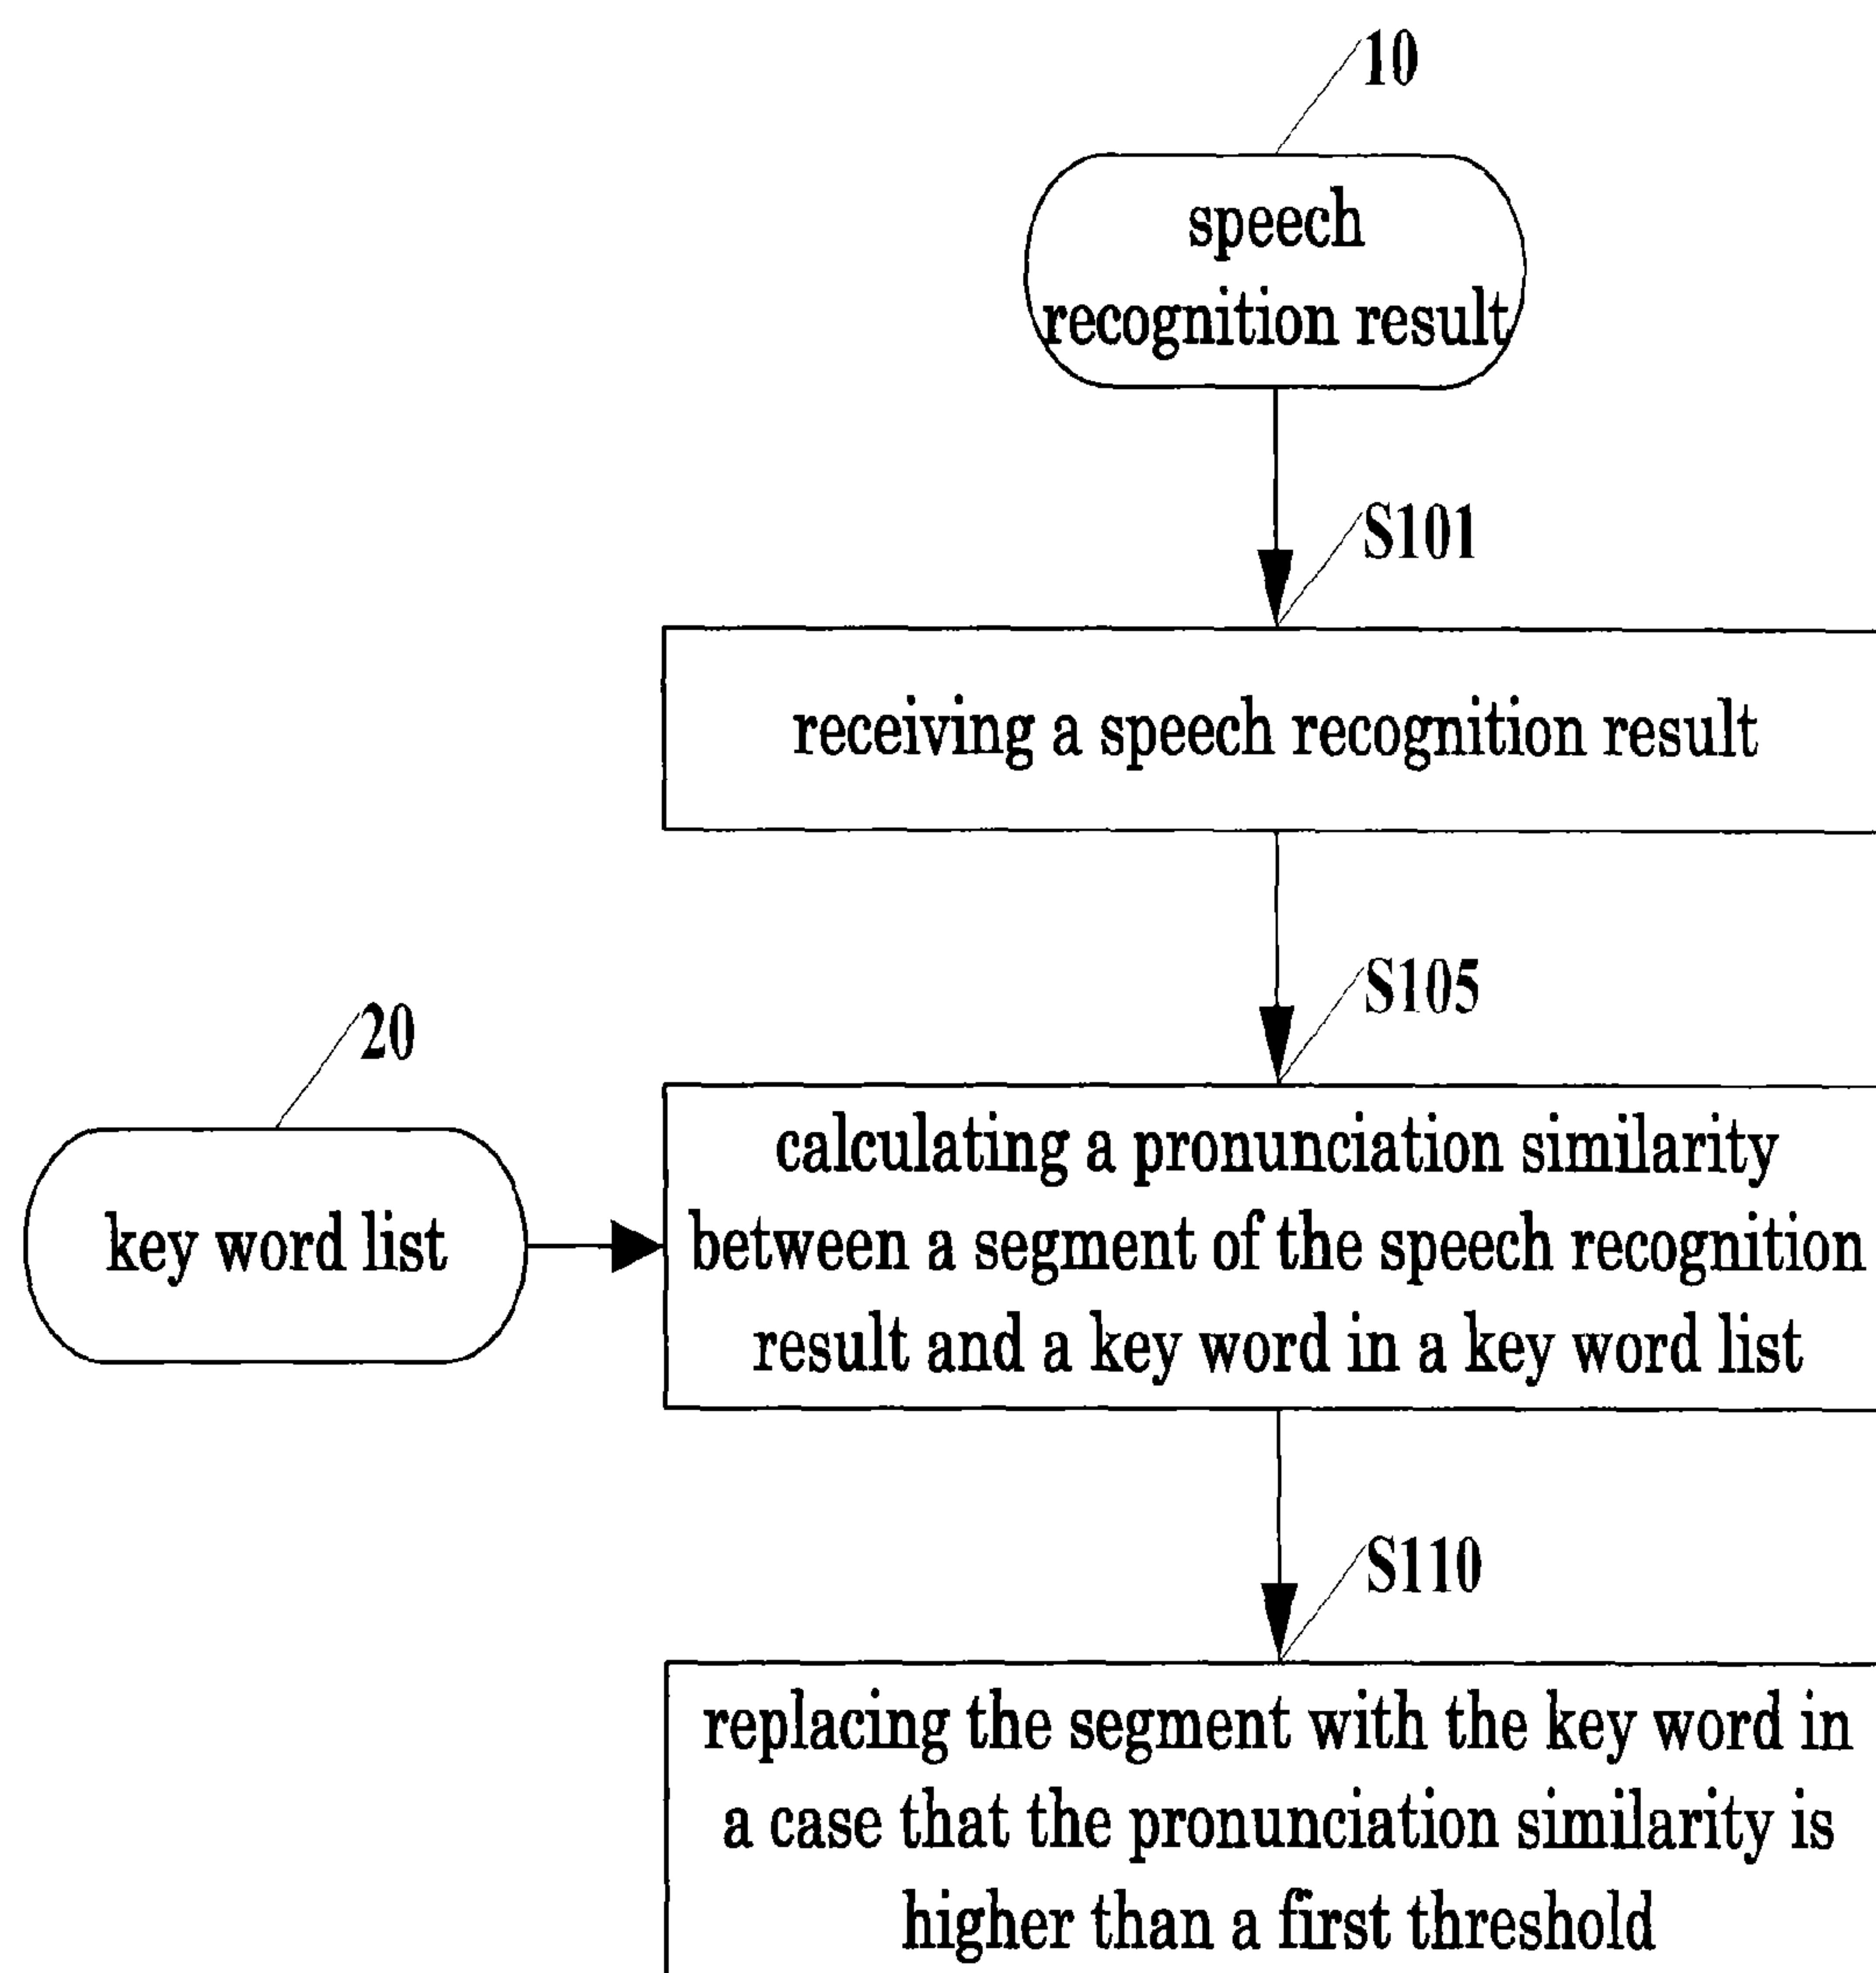 10
speech
recognition result
S101
receiving a speech recognition result
S105
20
calculating a pronunciation similarity
between a segment of the speech recognition
result and a key word in a key word list
key word list
S110
replacing the segment with the key word in
a case that the pronunciation similarity is
higher than a first threshold